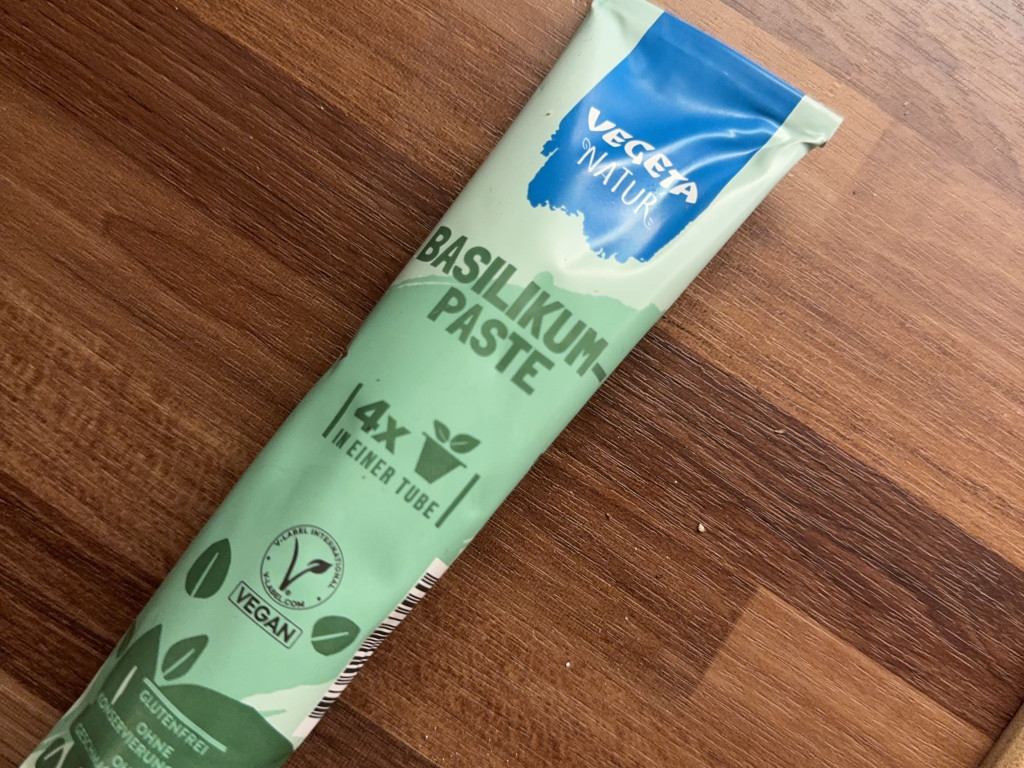 VEGETA
NATUR
BASILIKUM-
PASTE
4x
IN EINER TUBE
V-LABEL INTERNATIONAL
V-LABEL.COM
VEGAN
GLUTENFREI
OHNE